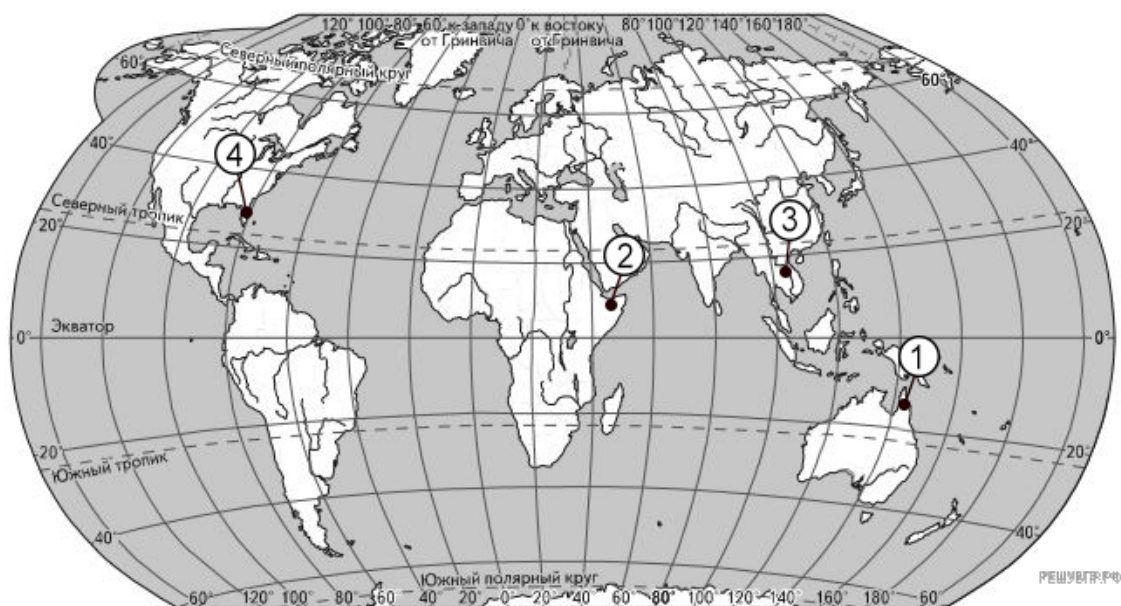 120° 100° 80° 60° к западу 0° к востоку 80° 100° 120° 140° 160° 180°
от Гринвича от Гринвича
60° Северный полярный круг 60°
40° 4 40°
Северный тропик
20° 3 20°
2
Экватор
0° 0°
1
20° 20°
Южный тропик
40° 40°
Южный полярный круг
60° 120° 100° 80° 60° 40° 20° 0° 20° 40° 60° 80° 100° 120° 140° 180° 60°
РЕШУВПР.РФ